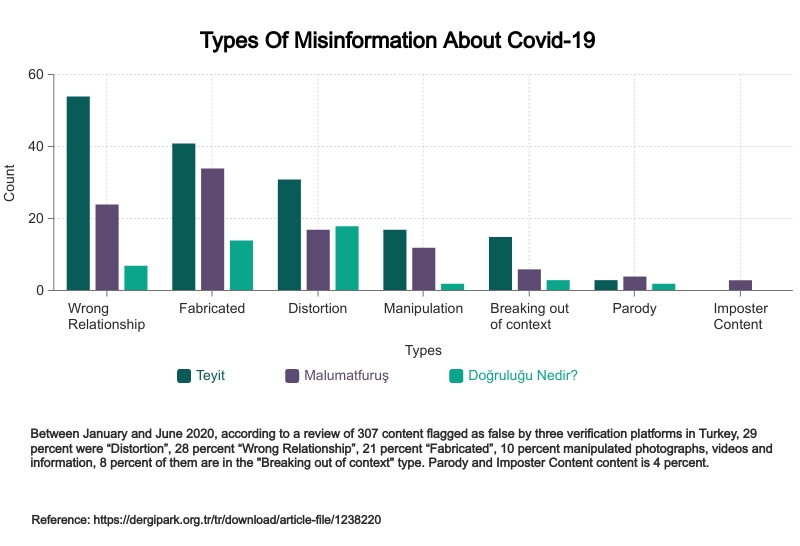 Types Of Misinformation About Covid-19
60
40
20
0
Count
Wrong Relationship
Fabricated
Distortion
Manipulation
Breaking out of context
Parody
Imposter Content
Types
Teyit
Malumatfuruş
Doğruluğu Nedir?
Between January and June 2020, according to a review of 307 content flagged as false by three verification platforms in Turkey, 29
percent were “Distortion”, 28 percent “Wrong Relationship”, 21 percent “Fabricated”, 10 percent manipulated photographs, videos and
information, 8 percent of them are in the "Breaking out of context" type. Parody and Imposter Content content is 4 percent.
Reference: https://dergipark.org.tr/tr/download/article-file/1238220